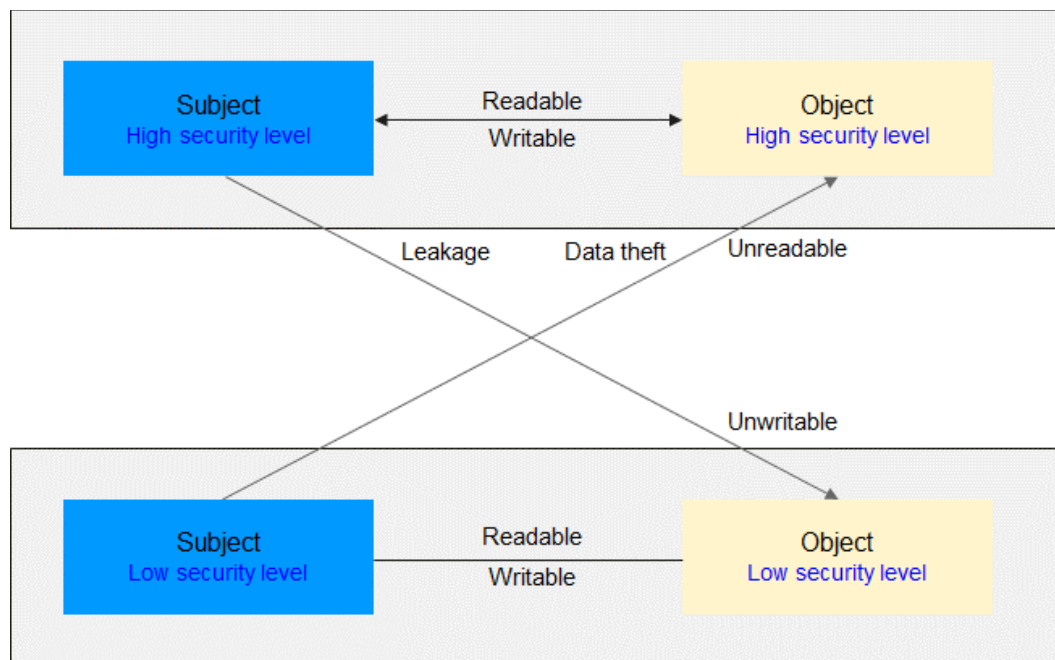 Subject
High security level
Readable
Writable
Object
High security level
Leakage
Data theft
Unreadable
Unwritable
Subject
Low security level
Readable
Writable
Object
Low security level